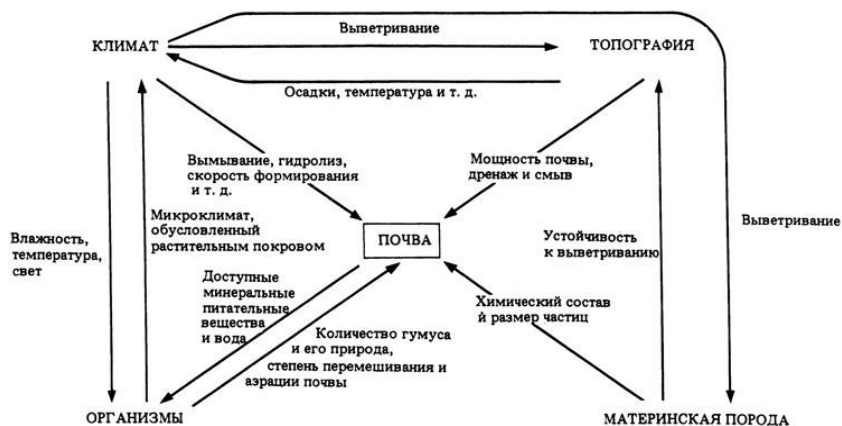 Выветривание
КЛИМАТ
ТОПОГРАФИЯ
Осадки, температура и т. д.
Вымывание, гидролиз,
скорость формирования
и т. д.
Мощность почвы,
дренаж и смыв
Микроклимат,
обусловленный
растительным покровом
Влажность,
температура,
свет
ПОЧВА
Устойчивость
к выветриванию
Выветривание
Доступные
минеральные
питательные
вещества
и вода
Химический состав
и размер частиц
Количество гумуса
и его природа,
степень перемешивания и
аэрации почвы
ОРГАНИЗМЫ
МАТЕРИНСКАЯ ПОРОДА